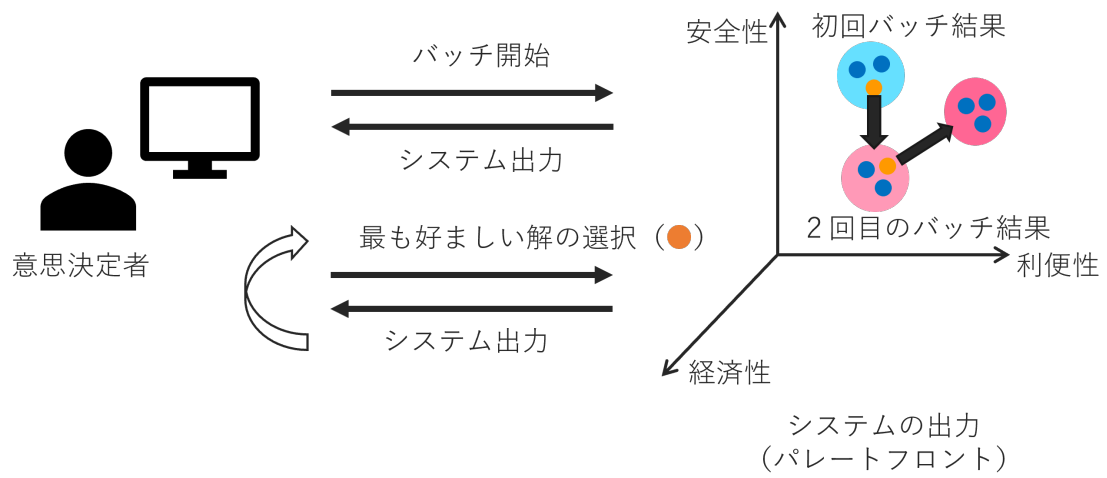 バッチ開始
システム出力
意思決定者
最も好ましい解の選択（ ）
システム出力
安全性
初回バッチ結果
２回目のバッチ結果
利便性
経済性
システムの出力
（パレートフロント）